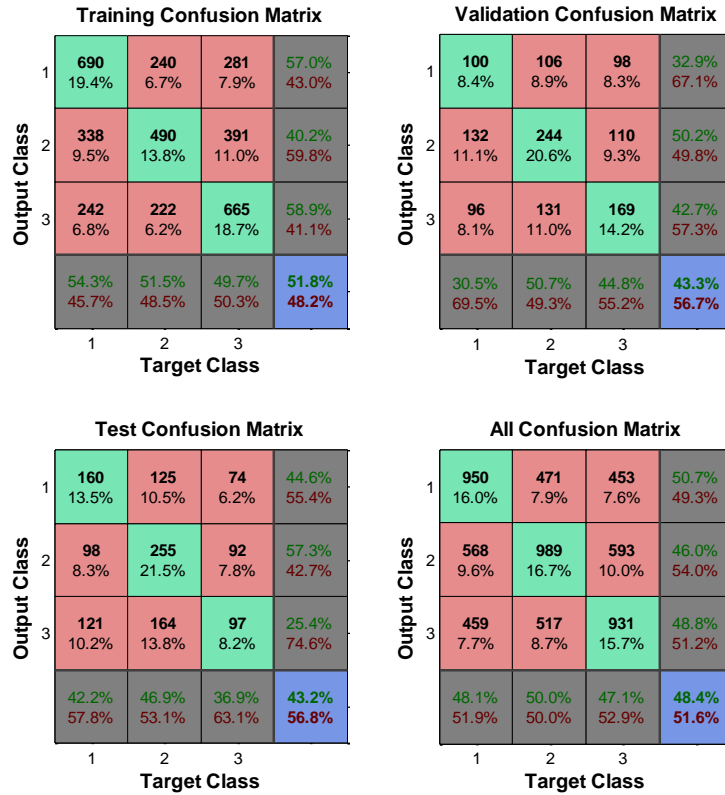 Training Confusion Matrix
690 240 281 57.0%
1
19.4% 6.7% 7.9% 43.0%
338 490 391 40.2%
2
9.5% 13.8% 11.0% 59.8%
242 222 665 58.9%
3
6.8% 6.2% 18.7% 41.1%
54.3% 51.5% 49.7% 51.8%
45.7% 48.5% 50.3% 48.2%
1 2 3
Target Class
Output Class
Validation Confusion Matrix
100 106 98 32.9%
1
8.4% 8.9% 8.3% 67.1%
132 244 110 50.2%
2
11.1% 20.6% 9.3% 49.8%
96 131 169 42.7%
3
8.1% 11.0% 14.2% 57.3%
30.5% 50.7% 44.8% 43.3%
69.5% 49.3% 55.2% 56.7%
1 2 3
Target Class
Output Class
Test Confusion Matrix
160 125 74 44.6%
1
13.5% 10.5% 6.2% 55.4%
98 255 92 57.3%
2
8.3% 21.5% 7.8% 42.7%
121 164 97 25.4%
3
10.2% 13.8% 8.2% 74.6%
42.2% 46.9% 36.9% 43.2%
57.8% 53.1% 63.1% 56.8%
1 2 3
Target Class
Output Class
All Confusion Matrix
950 471 453 50.7%
1
16.0% 7.9% 7.6% 49.3%
568 989 593 46.0%
2
9.6% 16.7% 10.0% 54.0%
459 517 931 48.8%
3
7.7% 8.7% 15.7% 51.2%
48.1% 50.0% 47.1% 48.4%
51.9% 50.0% 52.9% 51.6%
1 2 3
Target Class
Output Class